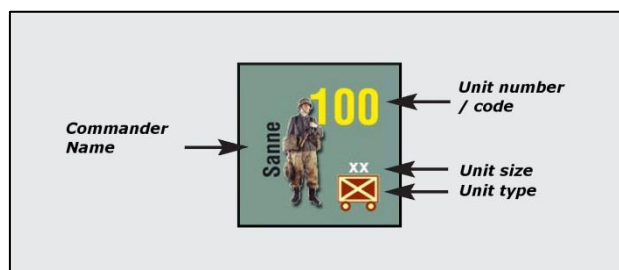 100
Sanne
xx
Commander
Name
Unit number
/ code
Unit size
Unit type